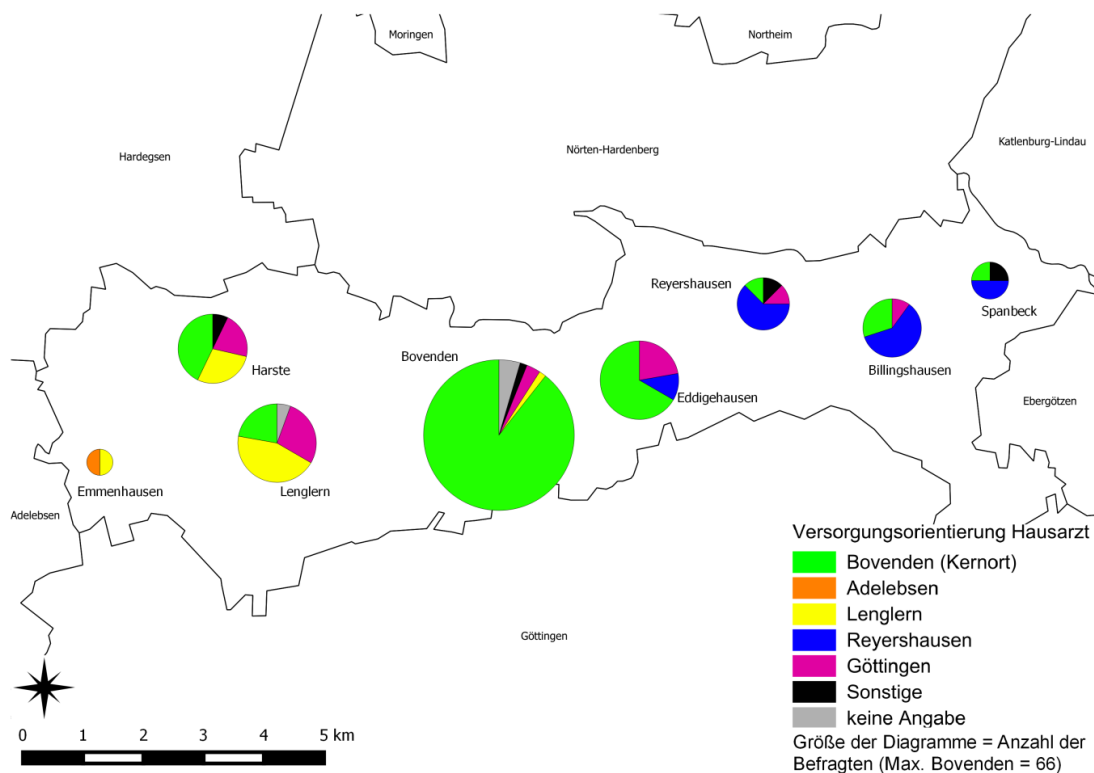 Moringen
Northeim
Hardegsen
Nörten-Hardenberg
Katlenburg-Lindau
Reyershausen
Spanbeck
Harste
Bovenden
Billingshausen
Eddigehausen
Ebergötzen
Emmenhausen
Lenglern
Adelebsen
Göttingen
Versorgungsorientierung Hausarzt
Bovenden (Kernort)
Adelebsen
Lenglern
Reyershausen
Göttingen
Sonstige
keine Angabe
Größe der Diagramme = Anzahl der
Befragten (Max. Bovenden = 66)
0 1 2 3 4 5 km